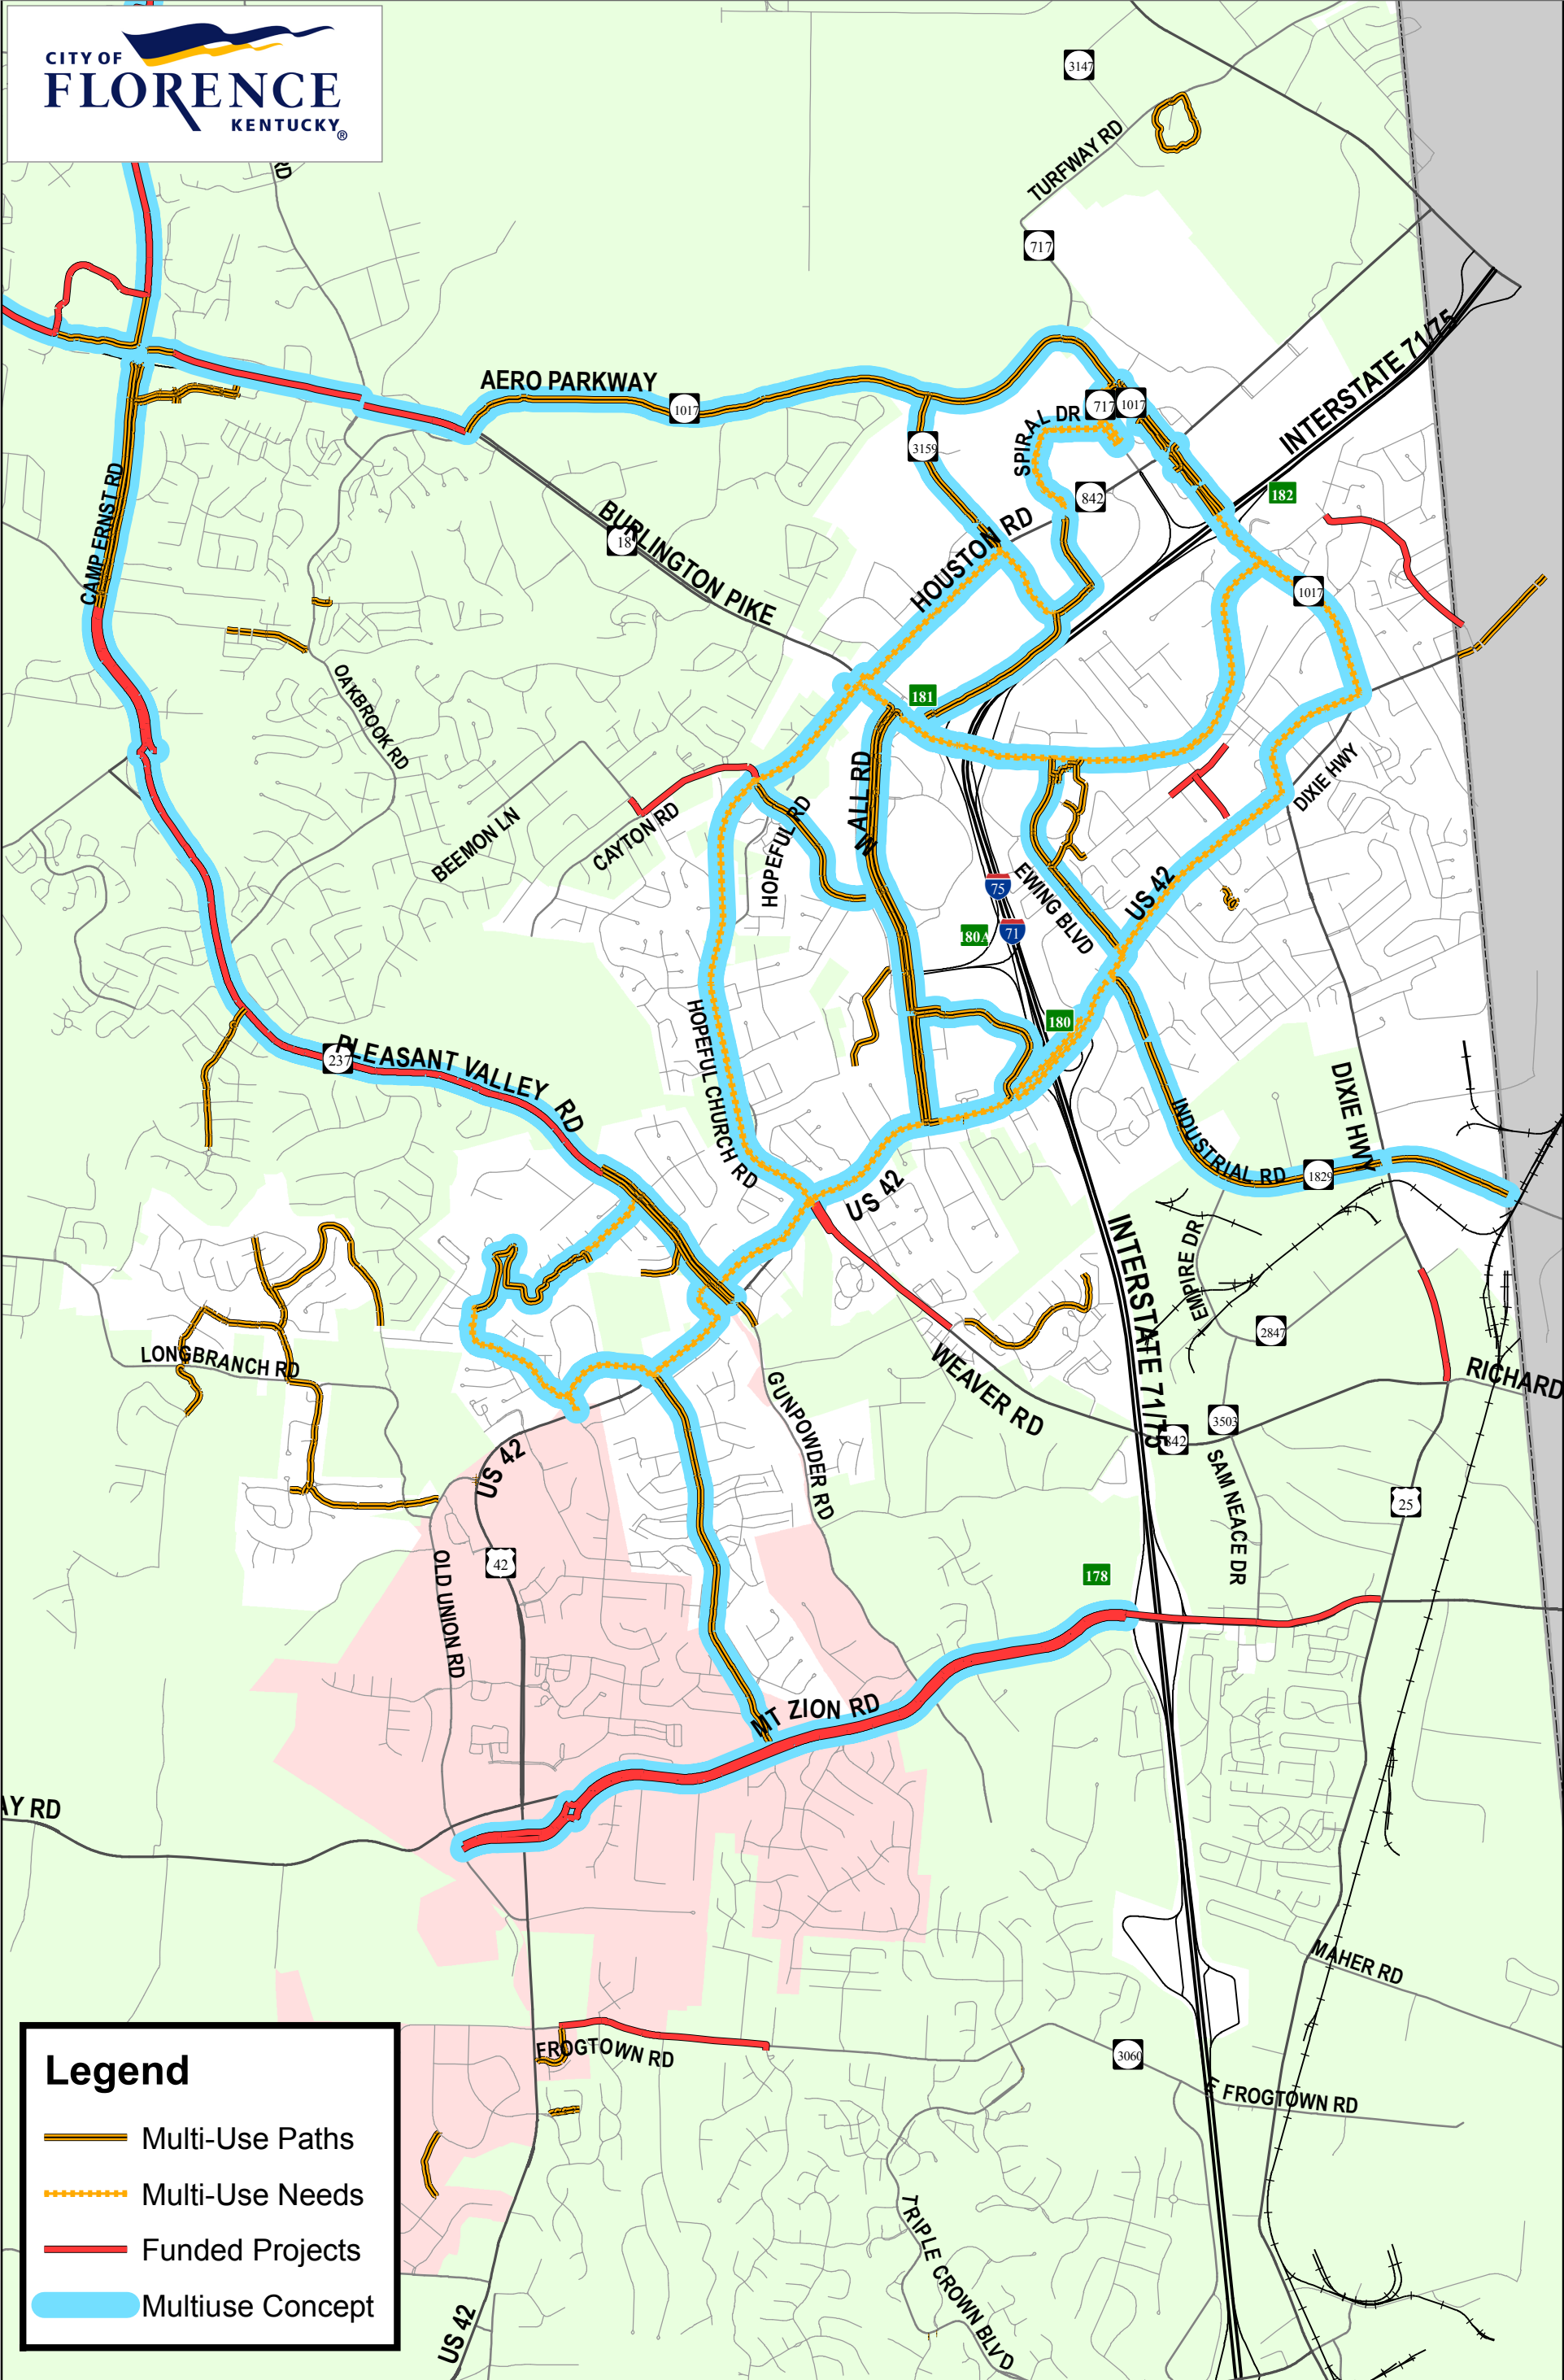 CITY OF
FLORENCE
KENTUCKY®
RD
3147
TURFWAY RD
717
INTERSTATE 71/75
AERO PARKWAY
1017
717
1017
SPIRAL DR
3159
842
182
CAMP ERNST RD
BURLINGTON PIKE
18
HOUSTON RD
1017
OAKBROOK RD
181
DIXIE HWY
MALL RD
BEEMON LN
CAYTON RD
HOPEFUL RD
75
EWING BLVD
US 42
71
180A
180
HOPEFUL CHURCH RD
237
PLEASANT VALLEY RD
DIXIE HWY
INDUSTRIAL RD
1829
US 42
INTERSTATE 71/75
EMPIRE DR
2847
LONGBRANCH RD
WEAVER RD
RICHARD
GUNPOWDER RD
842
3503
US 42
SAM NEACE DR
25
42
OLD UNION RD
178
MT ZION RD
AY RD
MAHER RD
FROGTOWN RD
3060
E FROGTOWN RD
TRIPLE CROWN BLVD
US 42
Legend
Multi-Use Paths
Multi-Use Needs
Funded Projects
Multiuse Concept